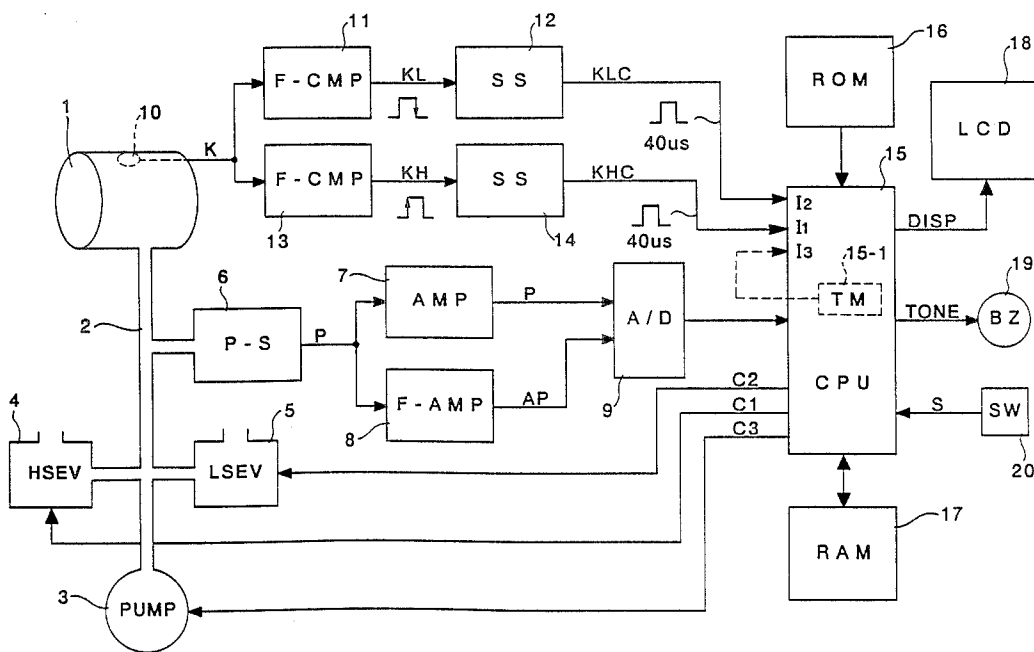 11
12
16
18
F-CMP
KL
SS
KLC
ROM
LCD
1
10
K
40us
F-CMP
KH
SS
KHC
15
I2
I1
I3
DISP
13
14
40us
15-1
TM
19
7
AMP
P
A/D
TONE
BZ
6
2
P-S
P
CPU
F-AMP
AP
8
9
C2
C1
C3
S
SW
20
4
5
HSEV
LSEV
17
RAM
3
PUMP